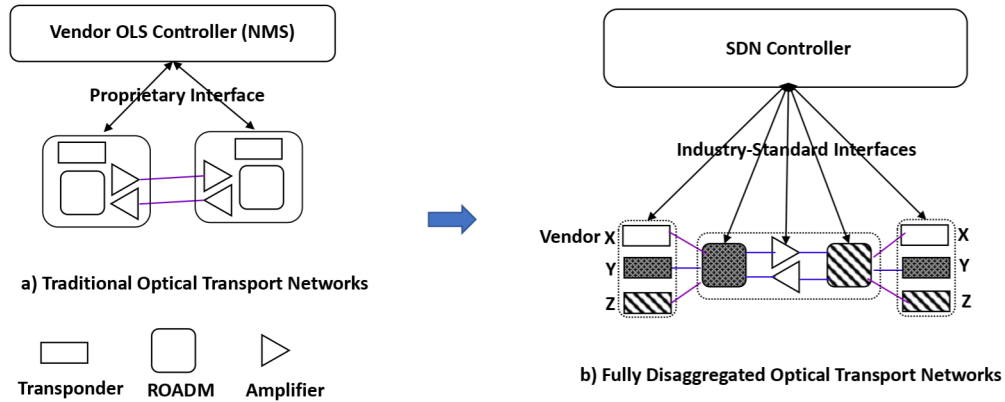 Vendor OLS Controller (NMS)
Proprietary Interface
a) Traditional Optical Transport Networks
Transponder
ROADM
Amplifier
SDN Controller
Industry-Standard Interfaces
Vendor X
Y
Z
X
Y
Z
b) Fully Disaggregated Optical Transport Networks